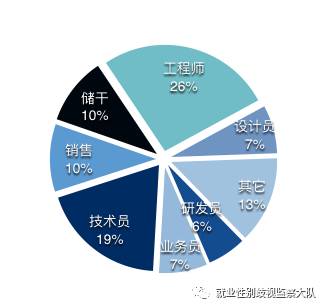 工程师
26%
设计员
7%
其它
13%
研发员
6%
业务员
7%
技术员
19%
销售
10%
储干
10%
就业性别歧视监察大队